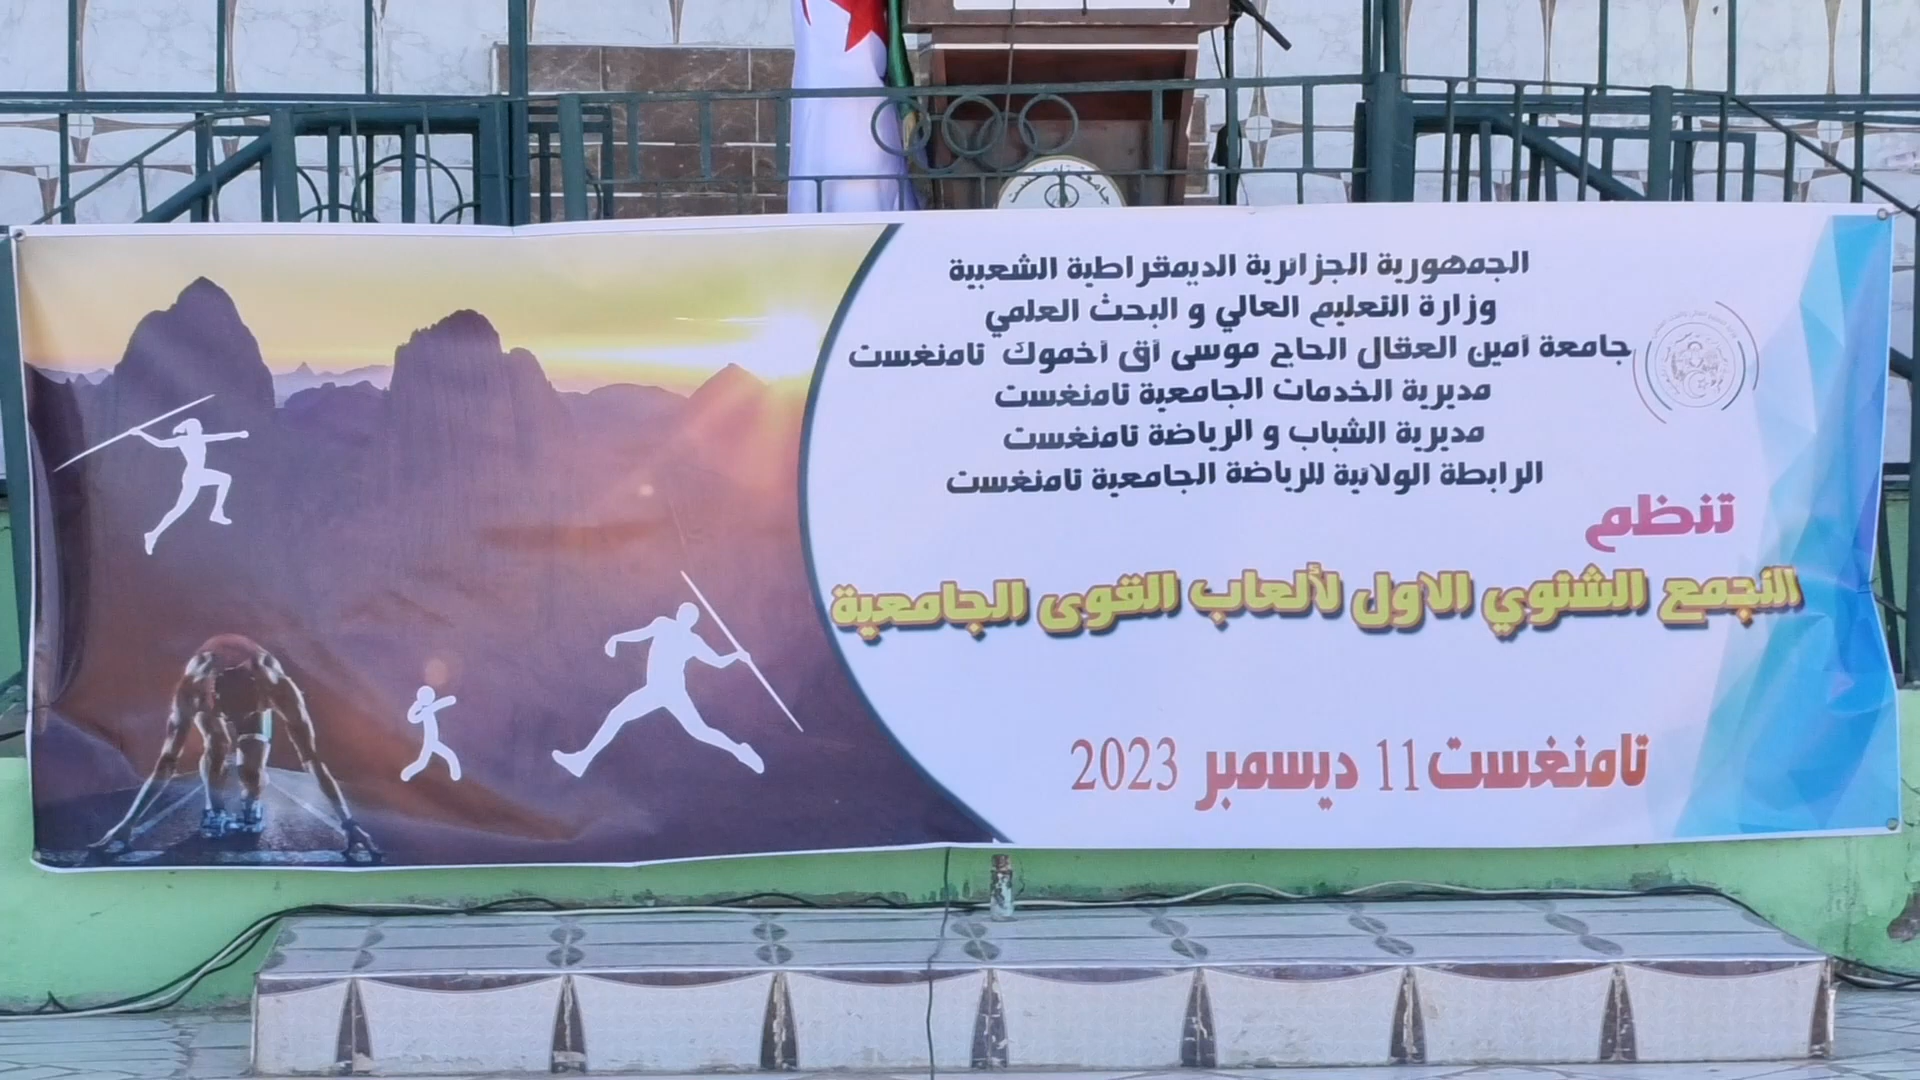 الجمهورية الجزائرية الديمقراطية الشعبية
وزارة التعليم العالي و البحث العلمي
جامعة أمين العقال الحاج موسى أق أخموك تامنغست
مديرية الخدمات الجامعية تامنغست
مديرية الشباب و الرياضة تامنغست
الرابطة الولائية للرياضة الجامعية تامنغست
تنظم
التجمع الشتوي الاول لألعاب القوى الجامعية
تامنغست 11 ديسمبر 2023